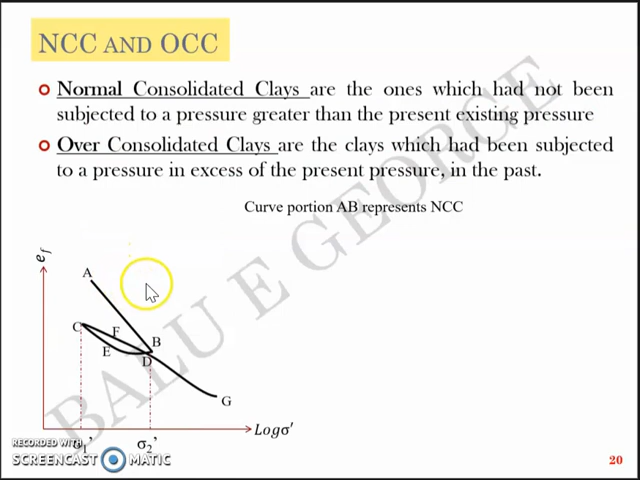 NCC AND OCC
Normal Consolidated Clays are the ones which had not been
subjected to a pressure greater than the present existing pressure
Over Consolidated Clays are the clays which had been subjected
to a pressure in excess of the present pressure, in the past.
Curve portion AB represents NCC
BALU E GEORGE
e_f
A
C
F
B
E
D
G
Logσ'
σ₁'
σ₂'
RECORDED WITH
SCREENCAST MATIC
20